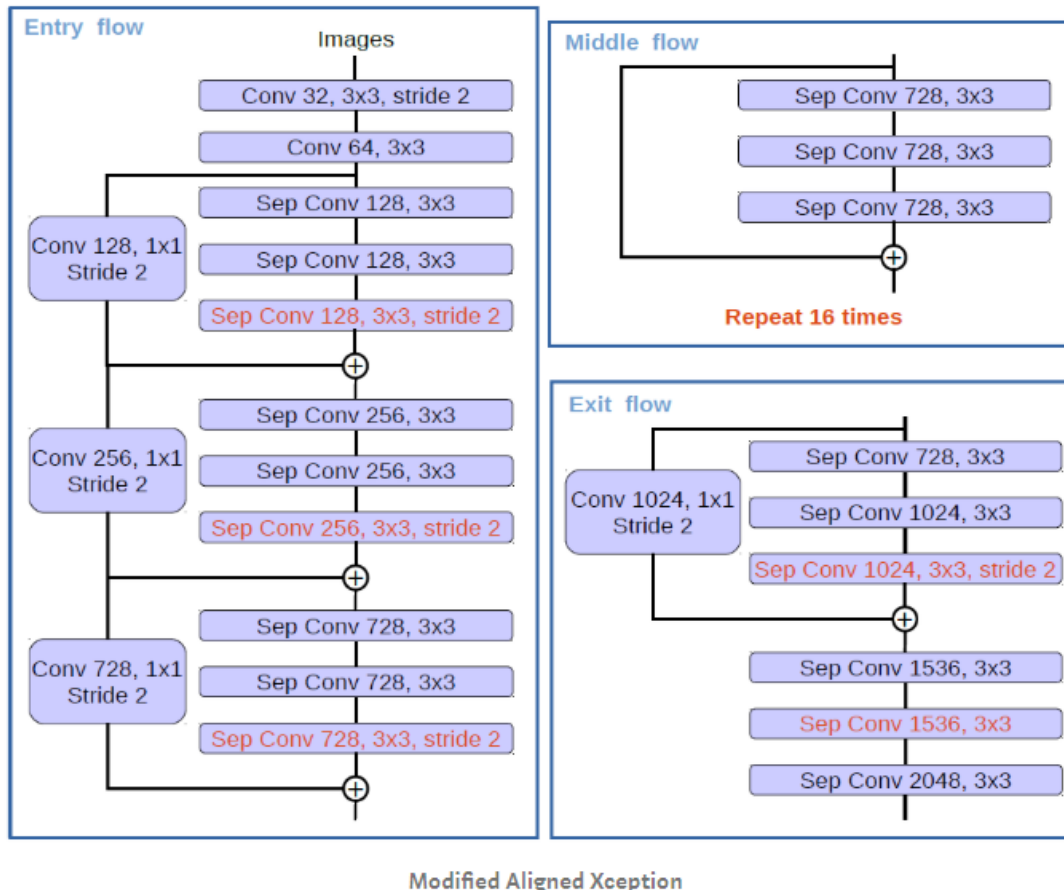 Entry flow
Images
Conv 32, 3x3, stride 2
Conv 64, 3x3
Sep Conv 128, 3x3
Conv 128, 1x1
Stride 2
Sep Conv 128, 3x3
Sep Conv 128, 3x3, stride 2
+
Sep Conv 256, 3x3
Conv 256, 1x1
Stride 2
Sep Conv 256, 3x3
Sep Conv 256, 3x3, stride 2
+
Sep Conv 728, 3x3
Conv 728, 1x1
Stride 2
Sep Conv 728, 3x3
Sep Conv 728, 3x3, stride 2
+
Middle flow
Sep Conv 728, 3x3
Sep Conv 728, 3x3
Sep Conv 728, 3x3
+
Repeat 16 times
Exit flow
Sep Conv 728, 3x3
Conv 1024, 1x1
Stride 2
Sep Conv 1024, 3x3
Sep Conv 1024, 3x3, stride 2
+
Sep Conv 1536, 3x3
Sep Conv 1536, 3x3
Sep Conv 2048, 3x3
Modified Aligned Xception